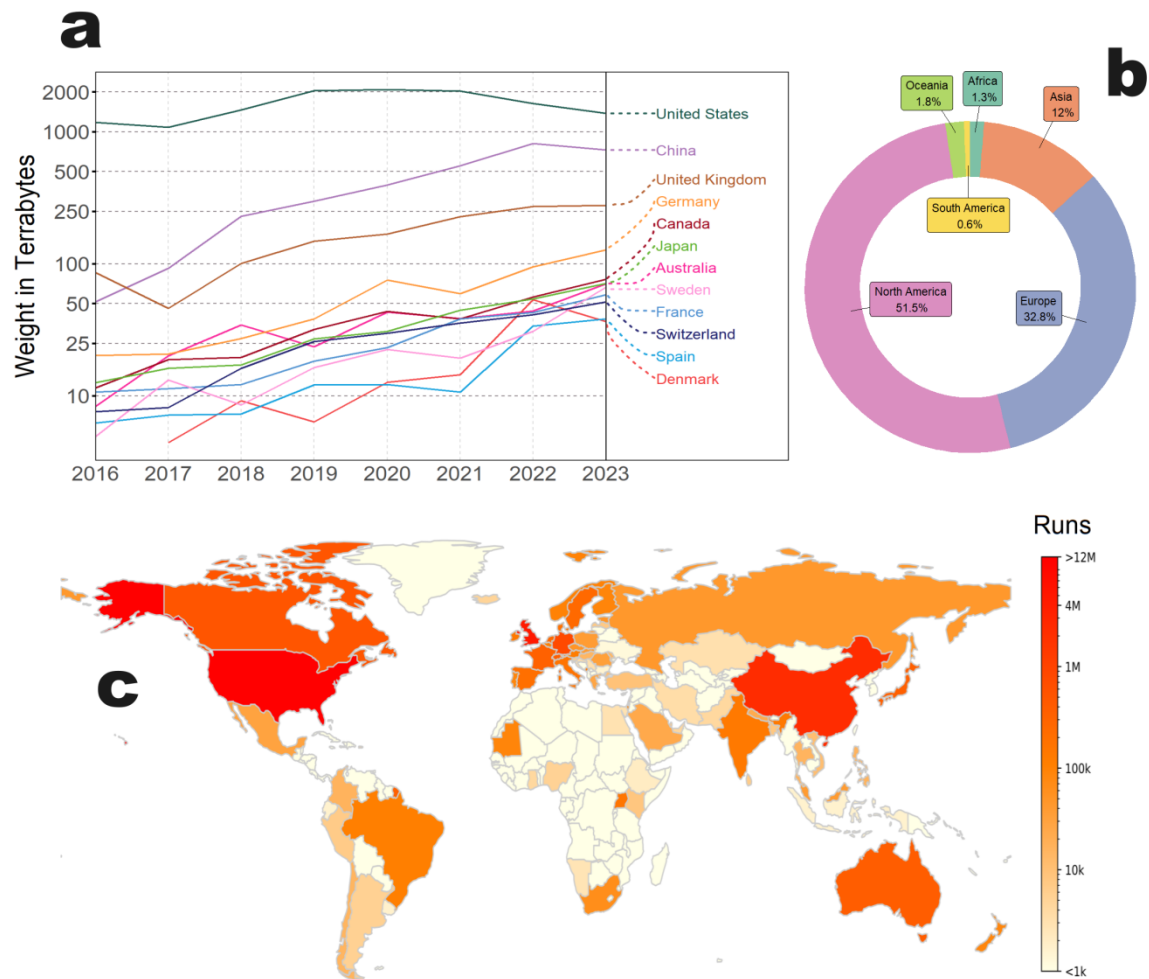 a
Weight in Terrabytes
2000
1000
500
250
100
50
25
10
2016 2017 2018 2019 2020 2021 2022 2023
United States
China
United Kingdom
Germany
Canada
Japan
Australia
Sweden
France
Switzerland
Spain
Denmark
b
Oceania
1.8%
Africa
1.3%
Asia
12%
South America
0.6%
North America
51.5%
Europe
32.8%
c
Runs
>12M
4M
1M
100k
10k
<1k